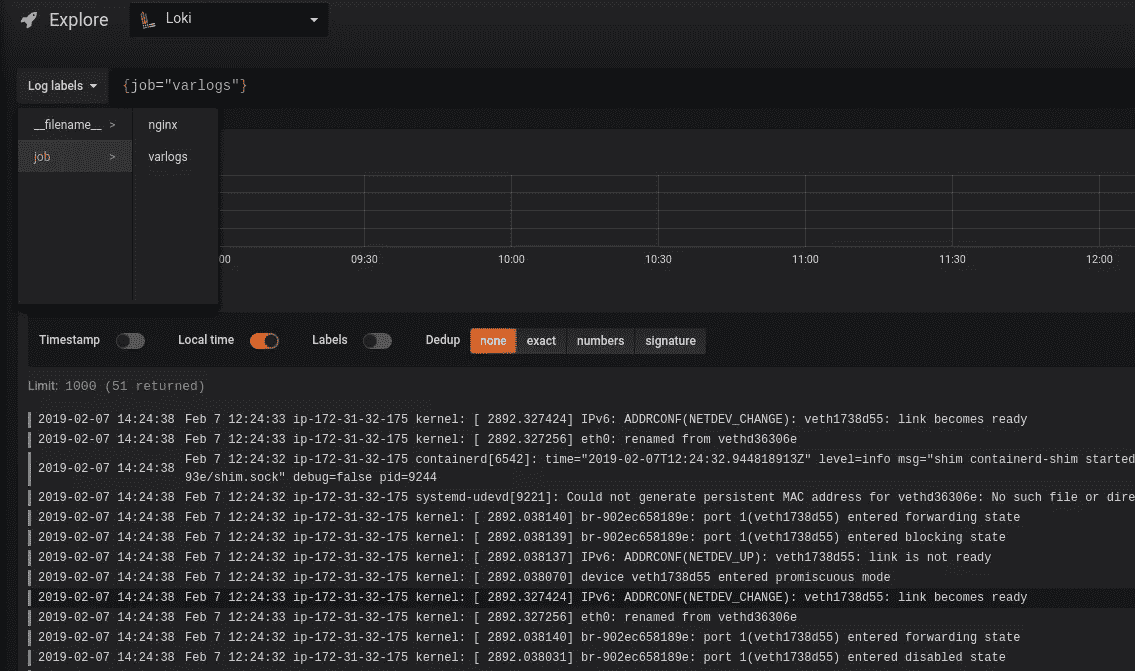 Explore
Loki
Log labels
{job="varlogs"}
__filename__ >
nginx
job >
varlogs
00 09:30 10:00 10:30 11:00 11:30 12:00
Timestamp Local time Labels Dedup none exact numbers signature
Limit: 1000 (51 returned)
2019-02-07 14:24:38 Feb 7 12:24:33 ip-172-31-32-175 kernel: [ 2892.327424] IPv6: ADDRCONF(NETDEV_CHANGE): veth1738d55: link becomes ready
2019-02-07 14:24:38 Feb 7 12:24:33 ip-172-31-32-175 kernel: [ 2892.327256] eth0: renamed from vethd36306e
2019-02-07 14:24:38 Feb 7 12:24:32 ip-172-31-32-175 containerd[6542]: time="2019-02-07T12:24:32.944818913Z" level=info msg="shim containerd-shim started
93e/shim.sock" debug=false pid=9244
2019-02-07 14:24:38 Feb 7 12:24:32 ip-172-31-32-175 systemd-udevd[9221]: Could not generate persistent MAC address for vethd36306e: No such file or dire
2019-02-07 14:24:38 Feb 7 12:24:32 ip-172-31-32-175 kernel: [ 2892.038140] br-902ec658189e: port 1(veth1738d55) entered forwarding state
2019-02-07 14:24:38 Feb 7 12:24:32 ip-172-31-32-175 kernel: [ 2892.038139] br-902ec658189e: port 1(veth1738d55) entered blocking state
2019-02-07 14:24:38 Feb 7 12:24:32 ip-172-31-32-175 kernel: [ 2892.038137] IPv6: ADDRCONF(NETDEV_UP): veth1738d55: link is not ready
2019-02-07 14:24:38 Feb 7 12:24:32 ip-172-31-32-175 kernel: [ 2892.038070] device veth1738d55 entered promiscuous mode
2019-02-07 14:24:38 Feb 7 12:24:33 ip-172-31-32-175 kernel: [ 2892.327424] IPv6: ADDRCONF(NETDEV_CHANGE): veth1738d55: link becomes ready
2019-02-07 14:24:38 Feb 7 12:24:33 ip-172-31-32-175 kernel: [ 2892.327256] eth0: renamed from vethd36306e
2019-02-07 14:24:38 Feb 7 12:24:32 ip-172-31-32-175 kernel: [ 2892.038140] br-902ec658189e: port 1(veth1738d55) entered forwarding state
2019-02-07 14:24:38 Feb 7 12:24:32 ip-172-31-32-175 kernel: [ 2892.038031] br-902ec658189e: port 1(veth1738d55) entered disabled state